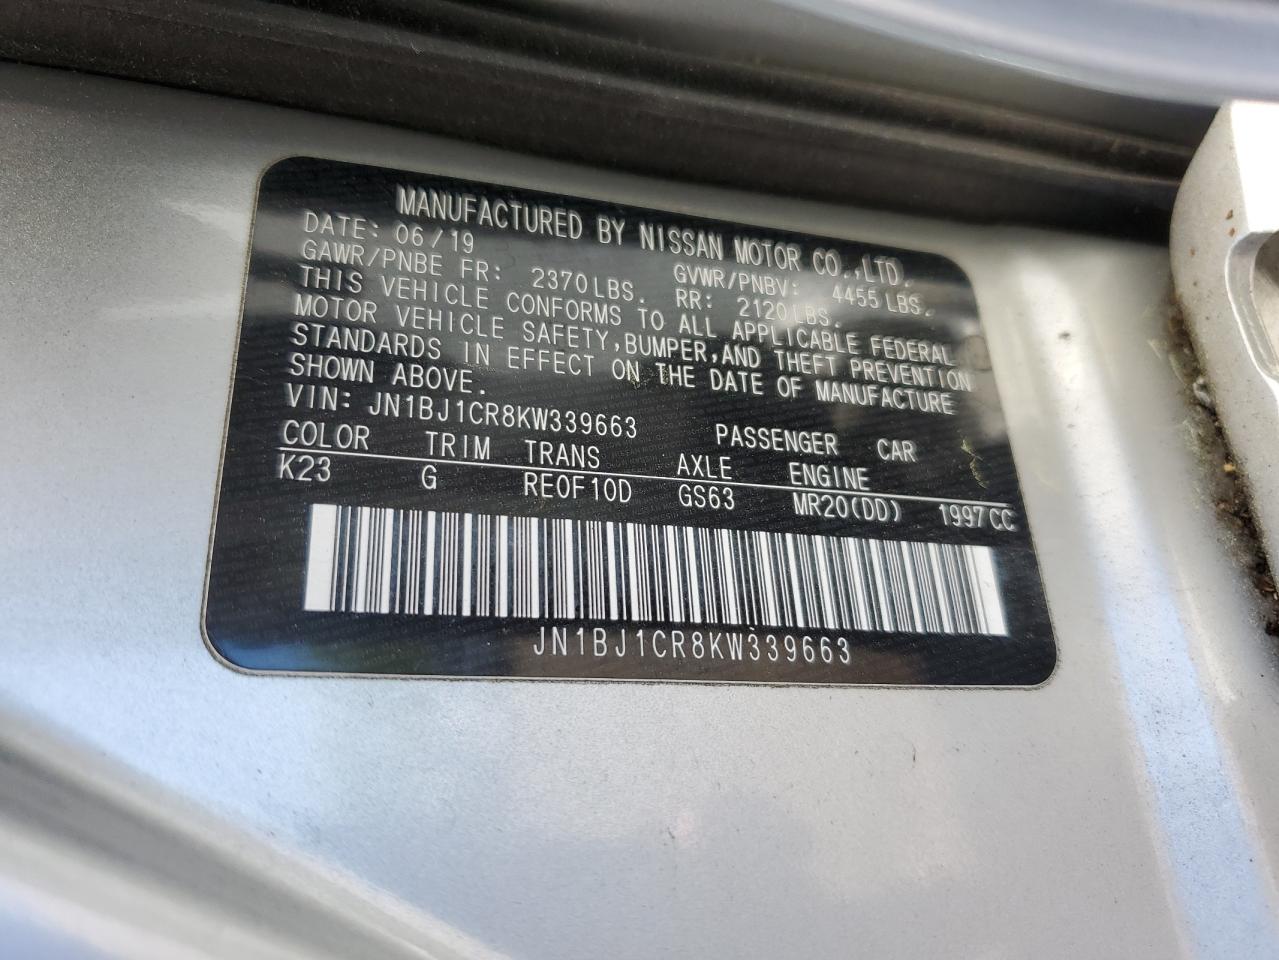 MANUFACTURED BY NISSAN MOTOR CO.,LTD.
DATE: 06/19
GAWR/PNBE FR: 2370LBS. GVWR/PNBV: 4455LBS.
RR: 2120LBS.
THIS VEHICLE CONFORMS TO ALL APPLICABLE FEDERAL
MOTOR VEHICLE SAFETY,BUMPER,AND THEFT PREVENTION
STANDARDS IN EFFECT ON THE DATE OF MANUFACTURE
SHOWN ABOVE.
VIN: JN1BJ1CR8KW339663 PASSENGER CAR
COLOR TRIM TRANS AXLE ENGINE
K23 G RE0F10D GS63 MR20(DD) 1997CC
JN1BJ1CR8KW339663